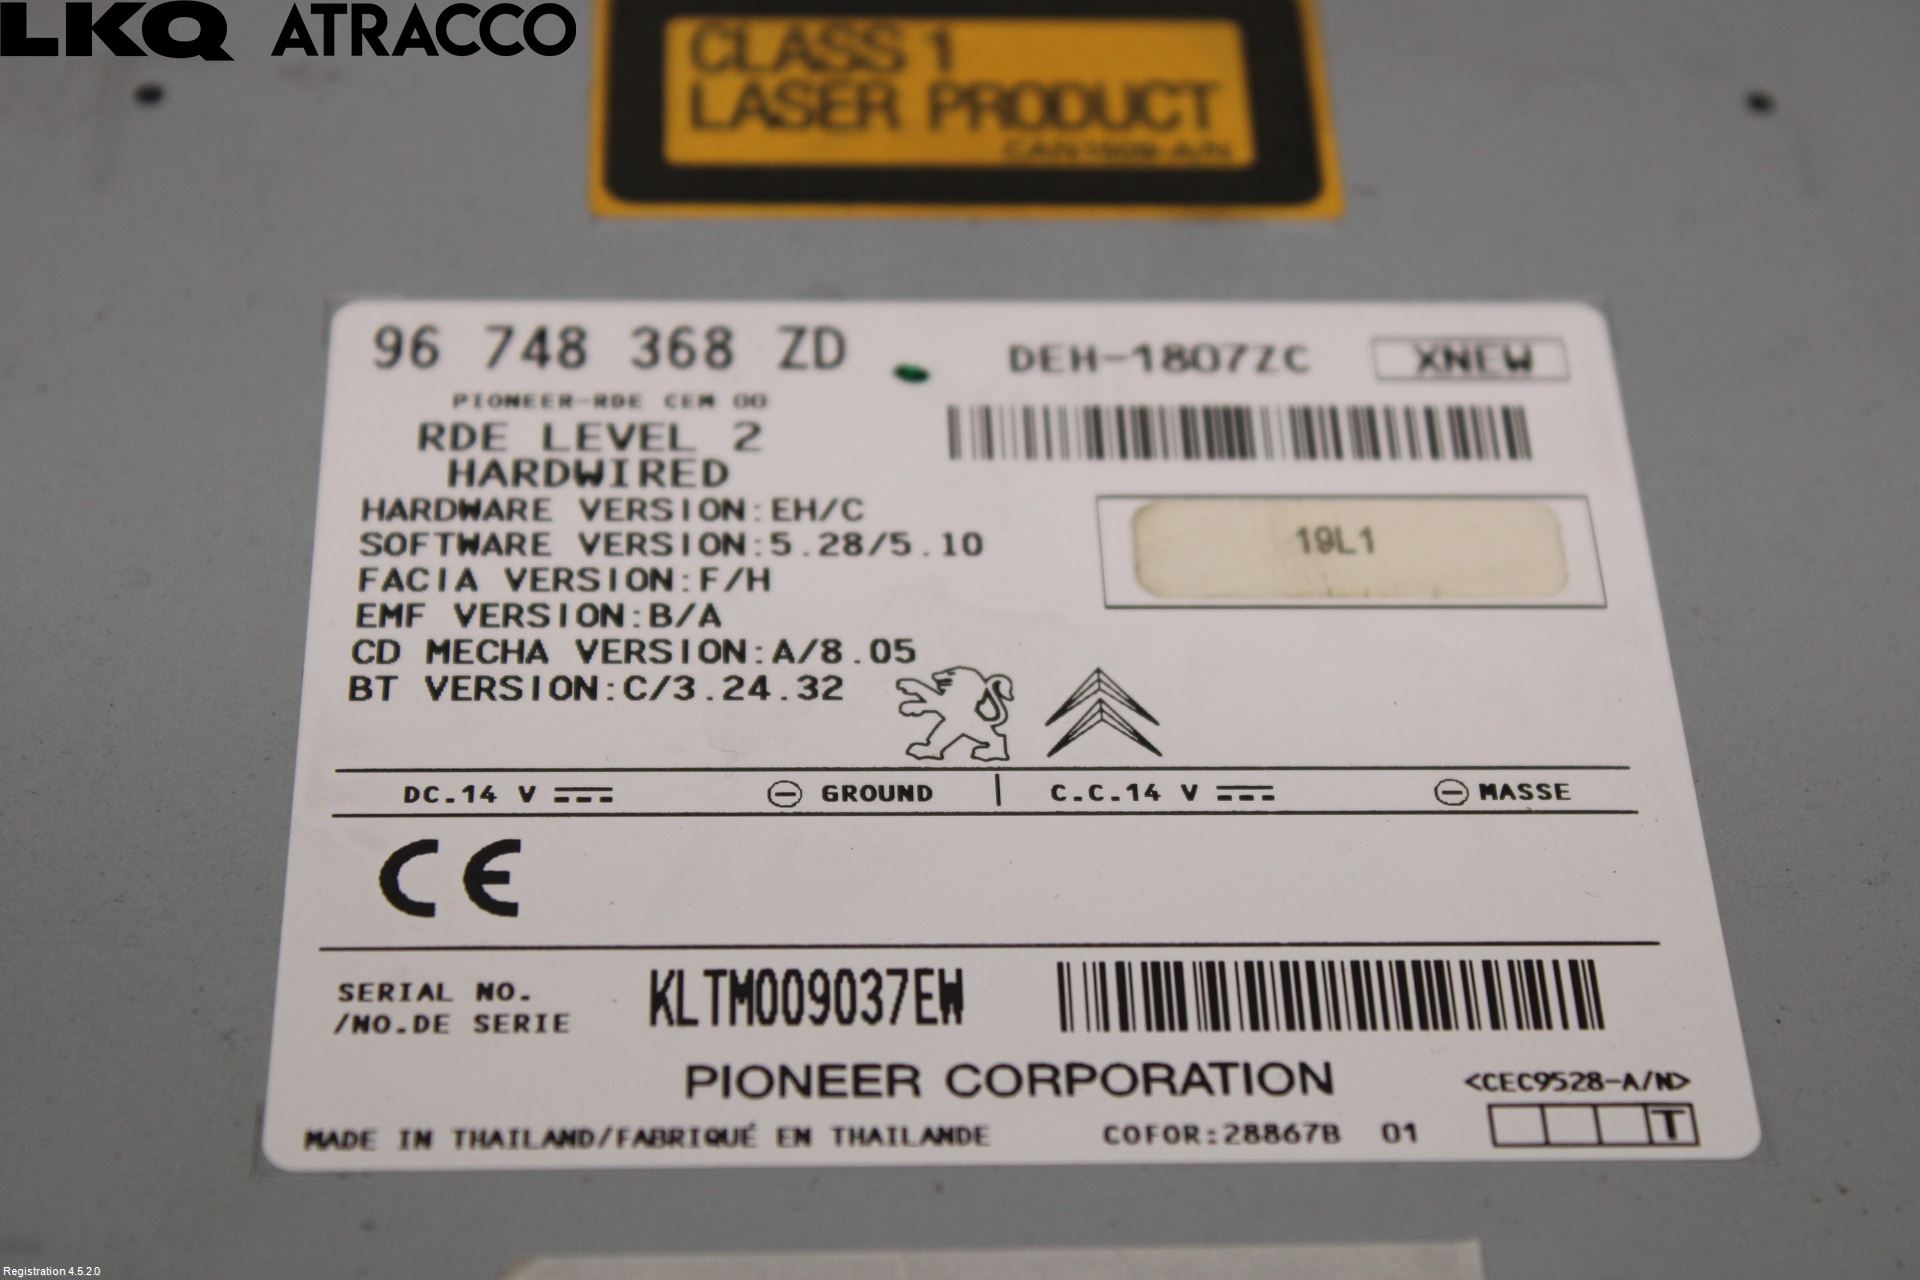 LKQ ATRACCO
CLASS 1
LASER PRODUCT
CAN1509-A/N
96 748 368 ZD
DEH-1807ZC
XNEW
PIONEER-RDE CEM 00
RDE LEVEL 2
HARDWIRED
HARDWARE VERSION:EH/C
SOFTWARE VERSION:5.28/5.10
19L1
FACIA VERSION:F/H
EMF VERSION:B/A
CD MECHA VERSION:A/8.05
BT VERSION:C/3.24.32
DC.14 V GROUND | C.C.14 V MASSE
CE
SERIAL NO.
/NO.DE SERIE
KLTM009037EW
PIONEER CORPORATION
<CEC9528-A/N>
MADE IN THAILAND/FABRIQUÉ EN THAILANDE
COFOR:28867B 01
T
Registration 4.5.2.0